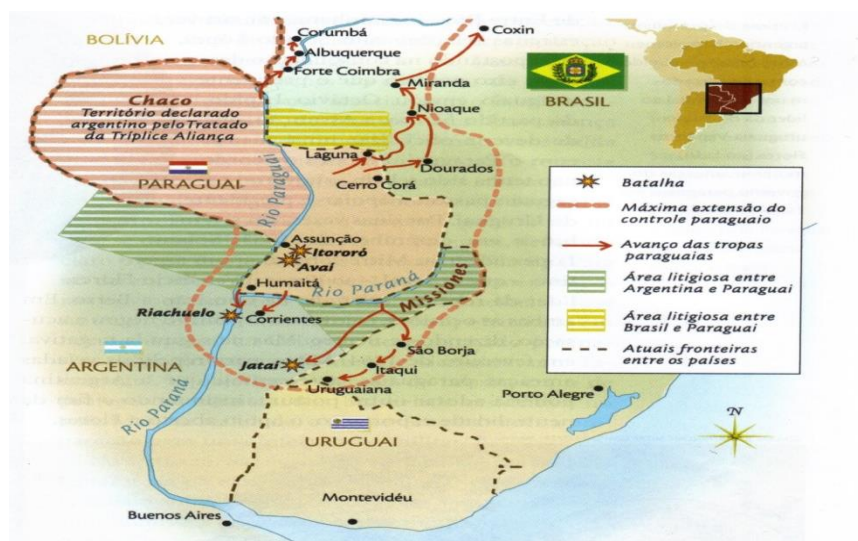 BOLÍVIA
Corumbá
Albuquerque
Forte Coimbra
Coxin
Miranda
Nioaque
BRASIL
Chaco
Território declarado
argentino pelo Tratado
da Tríplice Aliança
PARAGUAI
Rio Paraguai
Laguna
Dourados
Cerro Corá
Assunção
Itororó
Avaí
Humaitá
Rio Paraná
Missiones
Riachuelo
Corrientes
ARGENTINA
Jataí
São Borja
Itaqui
Uruguaiana
Rio Paraná
URUGUAI
Porto Alegre
Montevidéu
Buenos Aires
N
Batalha
Máxima extensão do
controle paraguaio
Avanço das tropas
paraguaias
Área litigiosa entre
Argentina e Paraguai
Área litigiosa entre
Brasil e Paraguai
Atuais fronteiras
entre os países